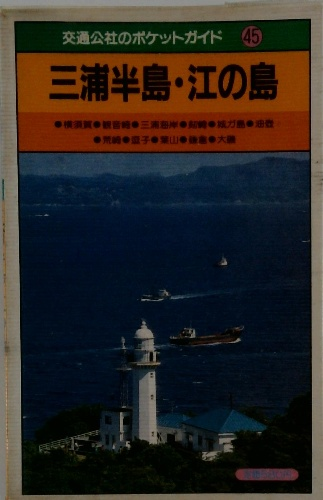 交通公社のポケットガイド 45
三浦半島・江の島
●横須賀●観音崎●三浦海岸●剱崎●城ガ島●油壺
●荒崎●逗子●葉山●鎌倉●大磯